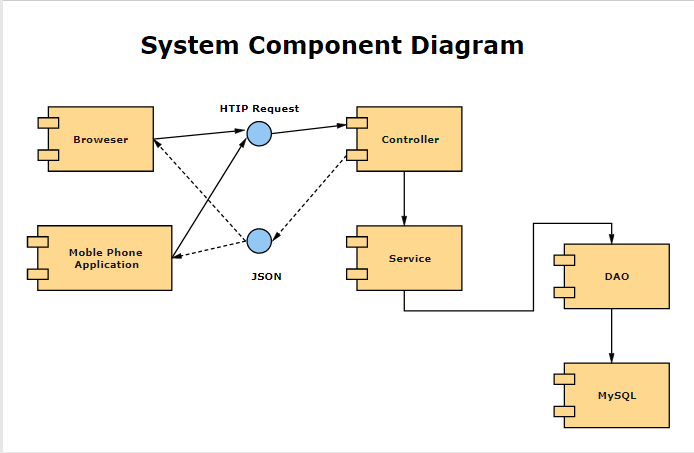 System Component Diagram
HTIP Request
Broweser
Controller
Moble Phone
Application
Service
JSON
DAO
MySQL